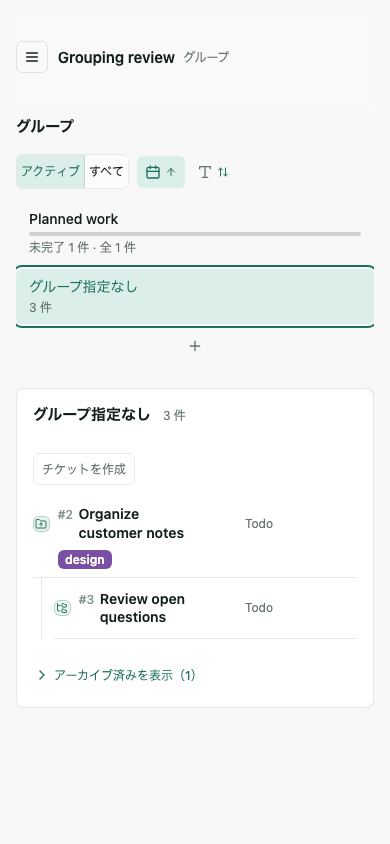 Grouping review グループ
グループ
アクティブ すべて
Planned work
未完了 1 件 · 全 1 件
グループ指定なし
3 件
グループ指定なし 3 件
チケットを作成
#2 Organize customer notes Todo
design
#3 Review open questions Todo
アーカイブ済みを表示（1）